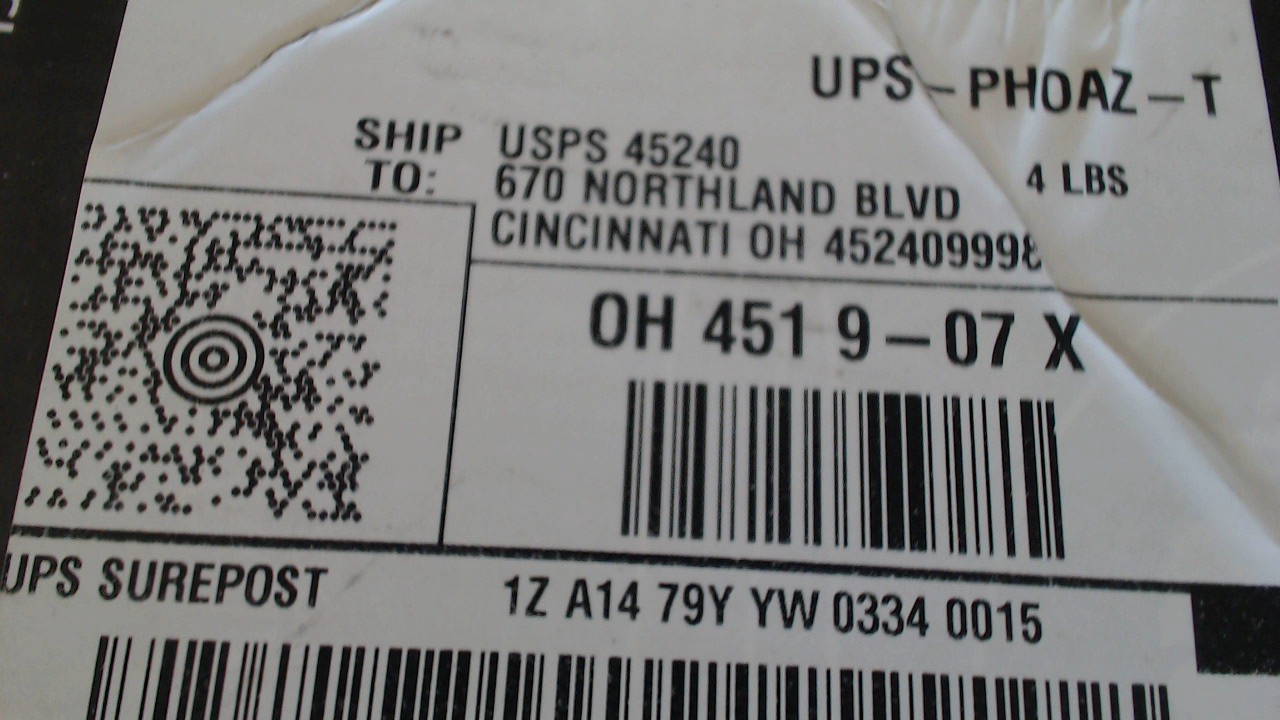 UPS-PHOAZ-T
SHIP TO:
USPS 45240
4 LBS
670 NORTHLAND BLVD
CINCINNATI OH 452409998
OH 451 9-07 X
UPS SUREPOST
1Z A14 79Y YW 0334 0015